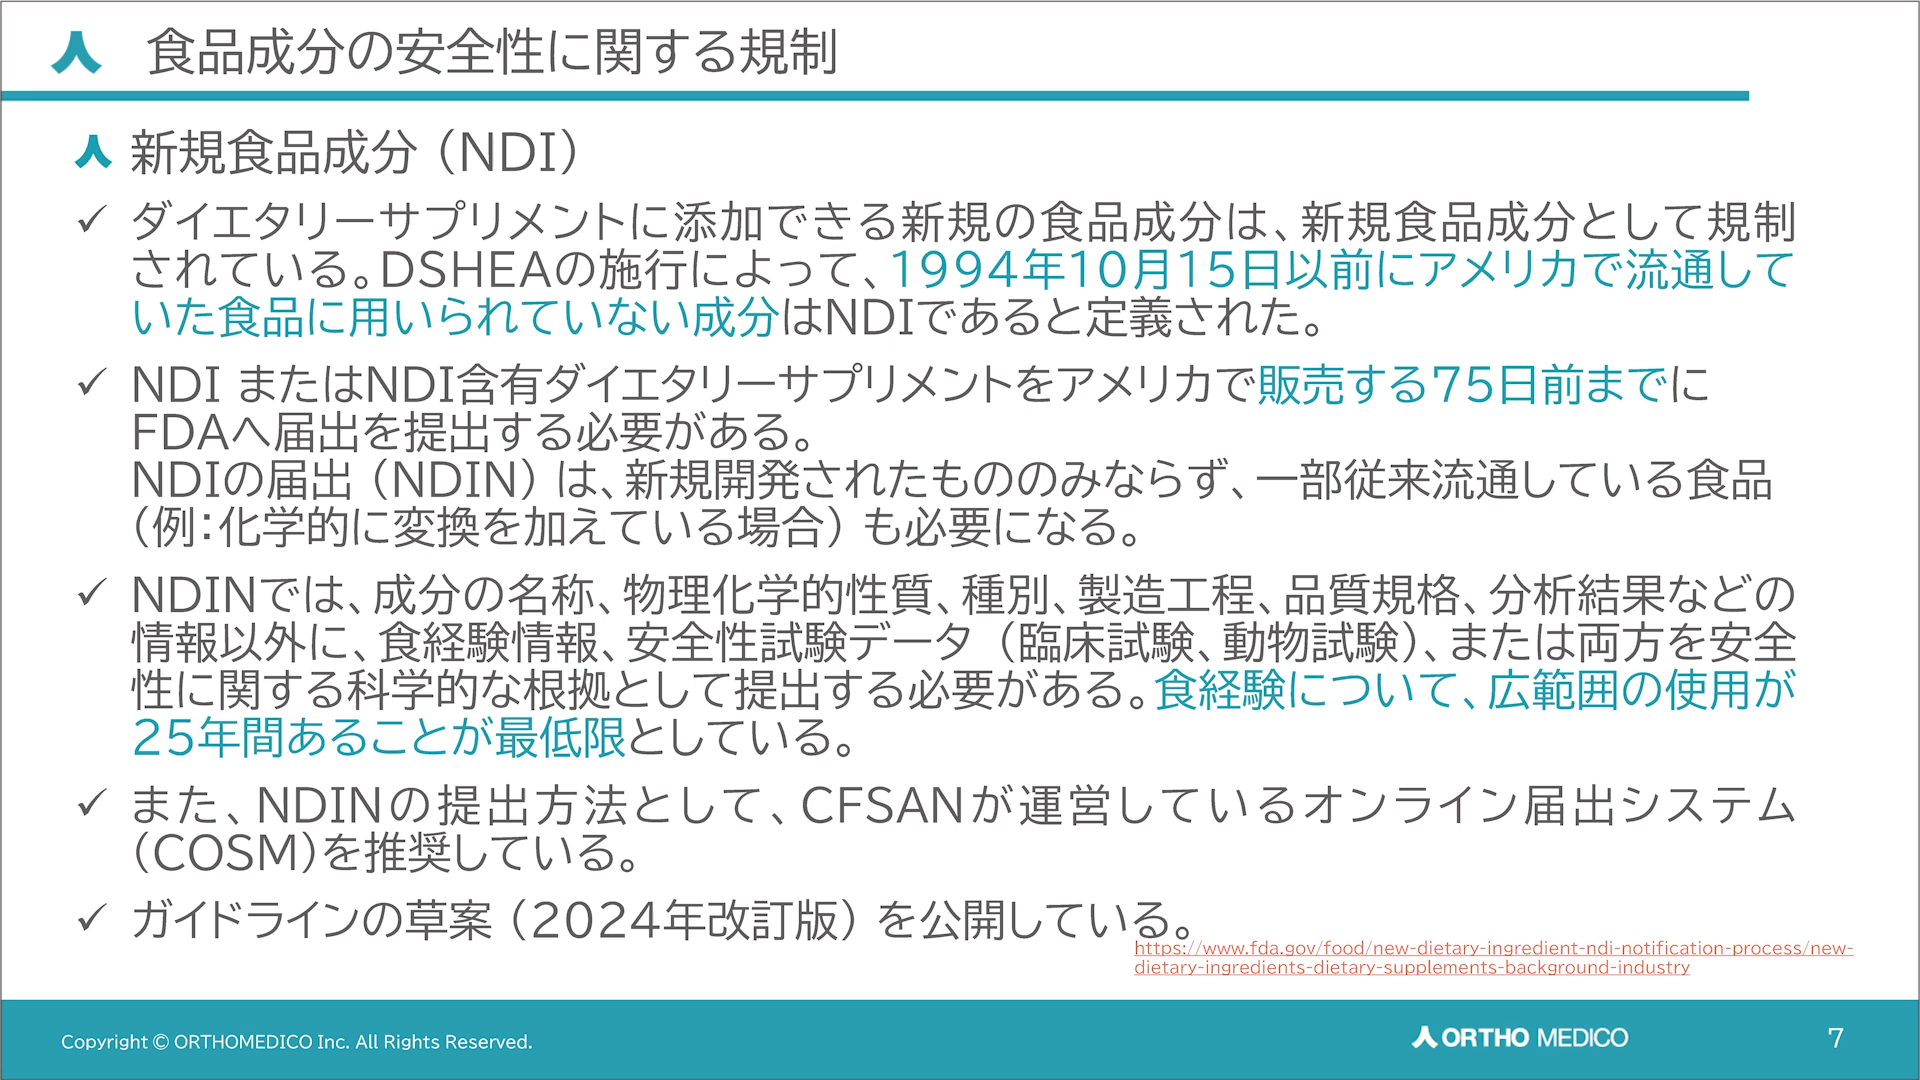 食品成分の安全性に関する規制
新規食品成分（NDI）
✓ ダイエタリーサプリメントに添加できる新規の食品成分は、新規食品成分として規制
されている。DSHEAの施行によって、1994年10月15日以前にアメリカで流通して
いた食品に用いられていない成分はNDIであると定義された。
✓ NDI またはNDI含有ダイエタリーサプリメントをアメリカで販売する75日前までに
FDAへ届出を提出する必要がある。
NDIの届出（NDIN）は、新規開発されたもののみならず、一部従来流通している食品
（例：化学的に変換を加えている場合）も必要になる。
✓ NDINでは、成分の名称、物理化学的性質、種別、製造工程、品質規格、分析結果などの
情報以外に、食経験情報、安全性試験データ（臨床試験、動物試験）、または両方を安全
性に関する科学的な根拠として提出する必要がある。食経験について、広範囲の使用が
25年間あることが最低限としている。
✓ また、NDINの提出方法として、CFSANが運営しているオンライン届出システム
（COSM）を推奨している。
✓ ガイドラインの草案（2024年改訂版）を公開している。
https://www.fda.gov/food/new-dietary-ingredient-ndi-notification-process/new-
dietary-ingredients-dietary-supplements-background-industry
Copyright © ORTHOMEDICO Inc. All Rights Reserved.
ORTHO MEDICO
7